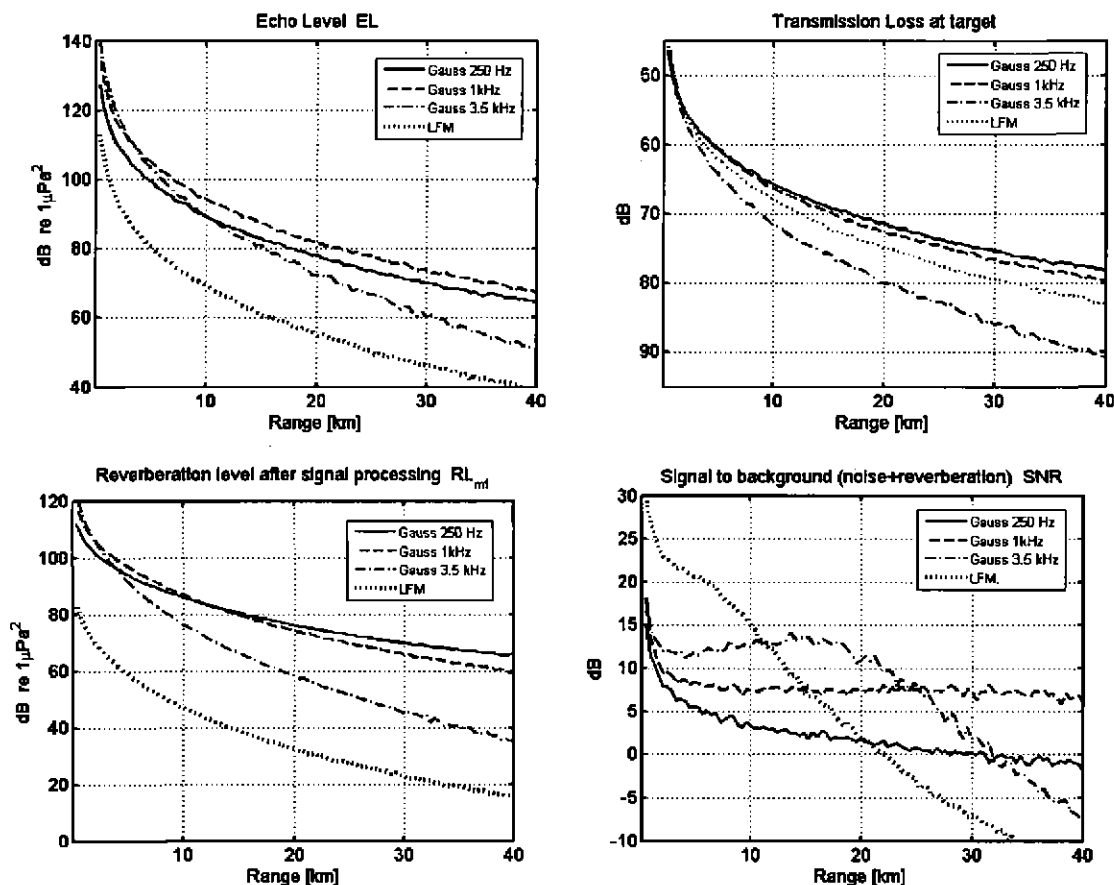 Echo Level EL
140
120
100
80
60
40
dB re 1µPa²
Gauss 250 Hz
Gauss 1kHz
Gauss 3.5 kHz
LFM
10
20
30
40
Range [km]
Transmission Loss at target
50
60
70
80
90
dB
Gauss 250 Hz
Gauss 1kHz
Gauss 3.5 kHz
LFM
10
20
30
40
Range [km]
Reverberation level after signal processing RLmf
120
100
80
60
40
20
0
dB re 1µPa²
Gauss 250 Hz
Gauss 1kHz
Gauss 3.5 kHz
LFM
10
20
30
40
Range [km]
Signal to background (noise+reverberation) SNR
30
25
20
15
10
5
0
-5
-10
dB
Gauss 250 Hz
Gauss 1kHz
Gauss 3.5 kHz
LFM.
10
20
30
40
Range [km]